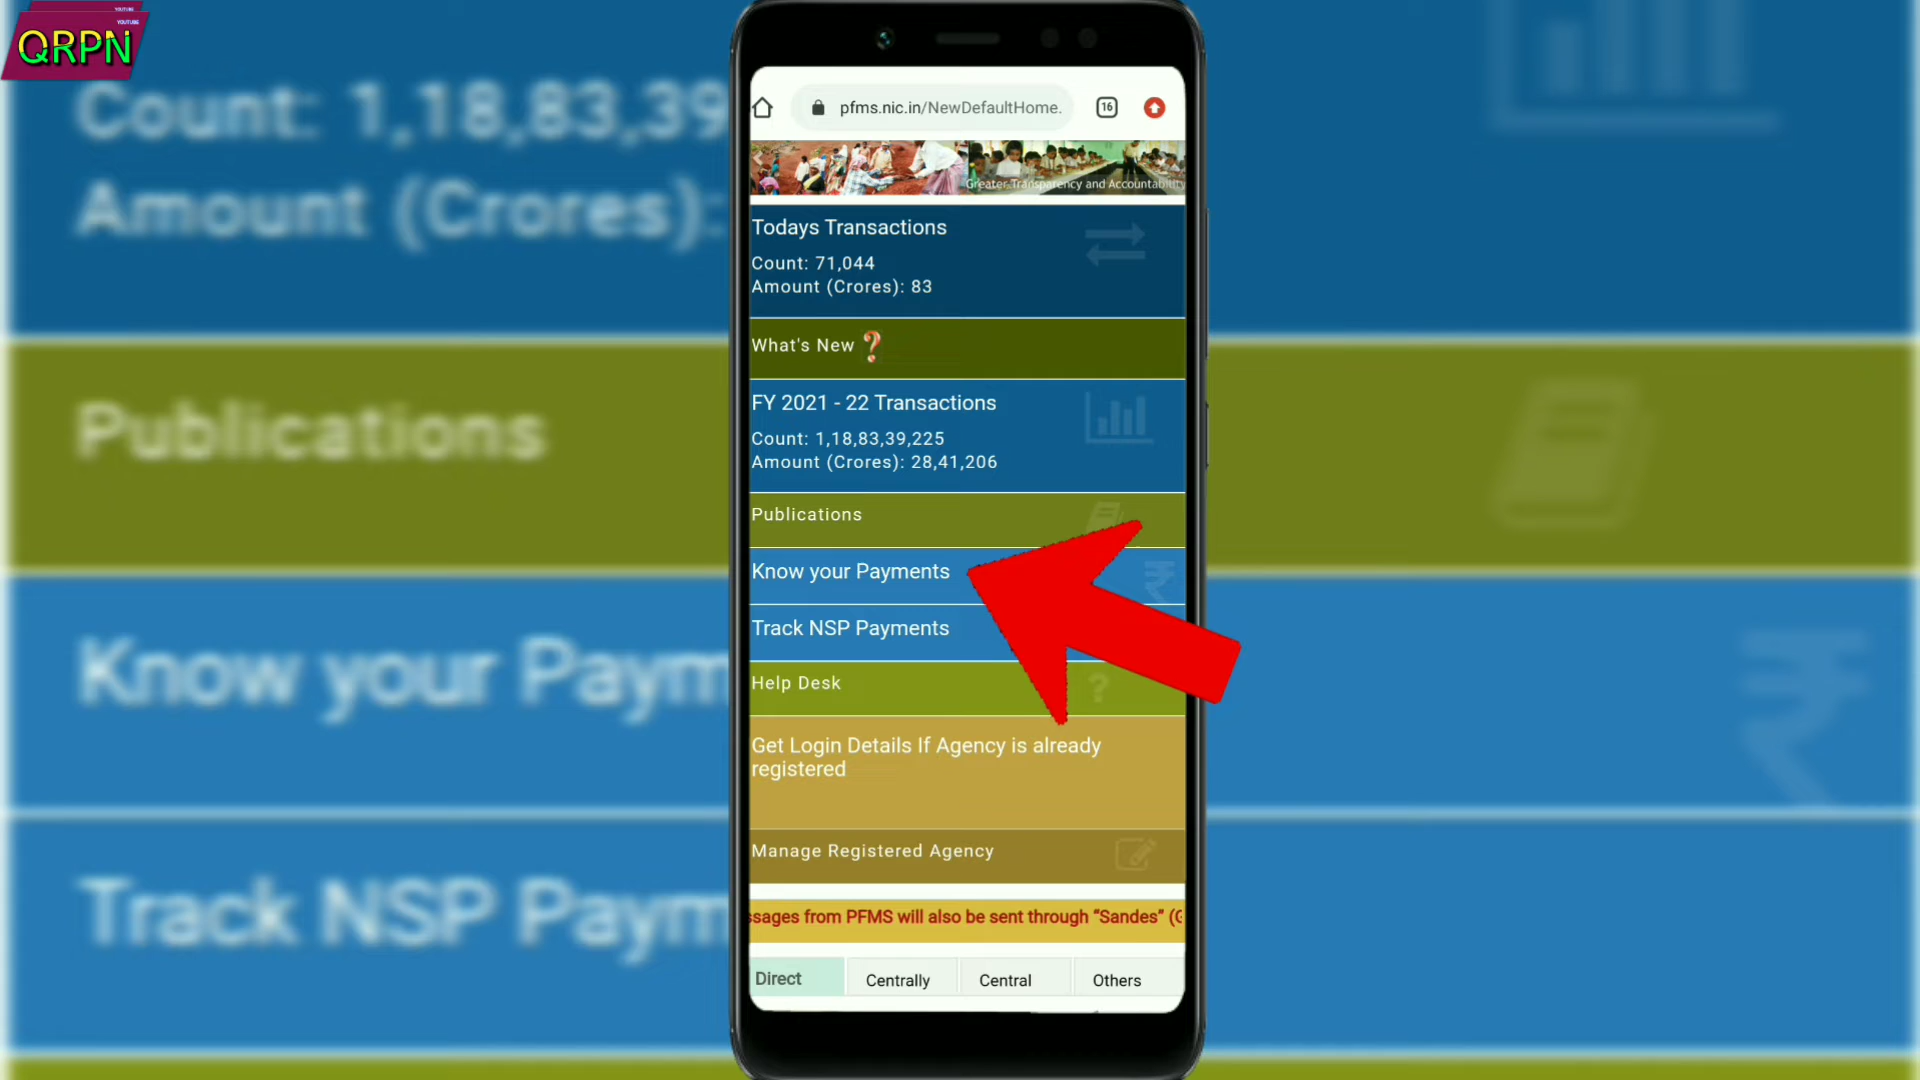 YOUTUBE
YOUTUBE
QRPN
Count: 1,18,83,39
Amount (Crores):
Publications
Know your Paym
Track NSP Paym
16
pfms.nic.in/NewDefaultHome.
Greater Transparency and Accountability
Todays Transactions
Count: 71,044
Amount (Crores): 83
What's New ?
FY 2021 - 22 Transactions
Count: 1,18,83,39,225
Amount (Crores): 28,41,206
Publications
Know your Payments
Track NSP Payments
Help Desk
?
Get Login Details If Agency is already
registered
Manage Registered Agency
ssages from PFMS will also be sent through “Sandes” (G
Direct Centrally Central Others